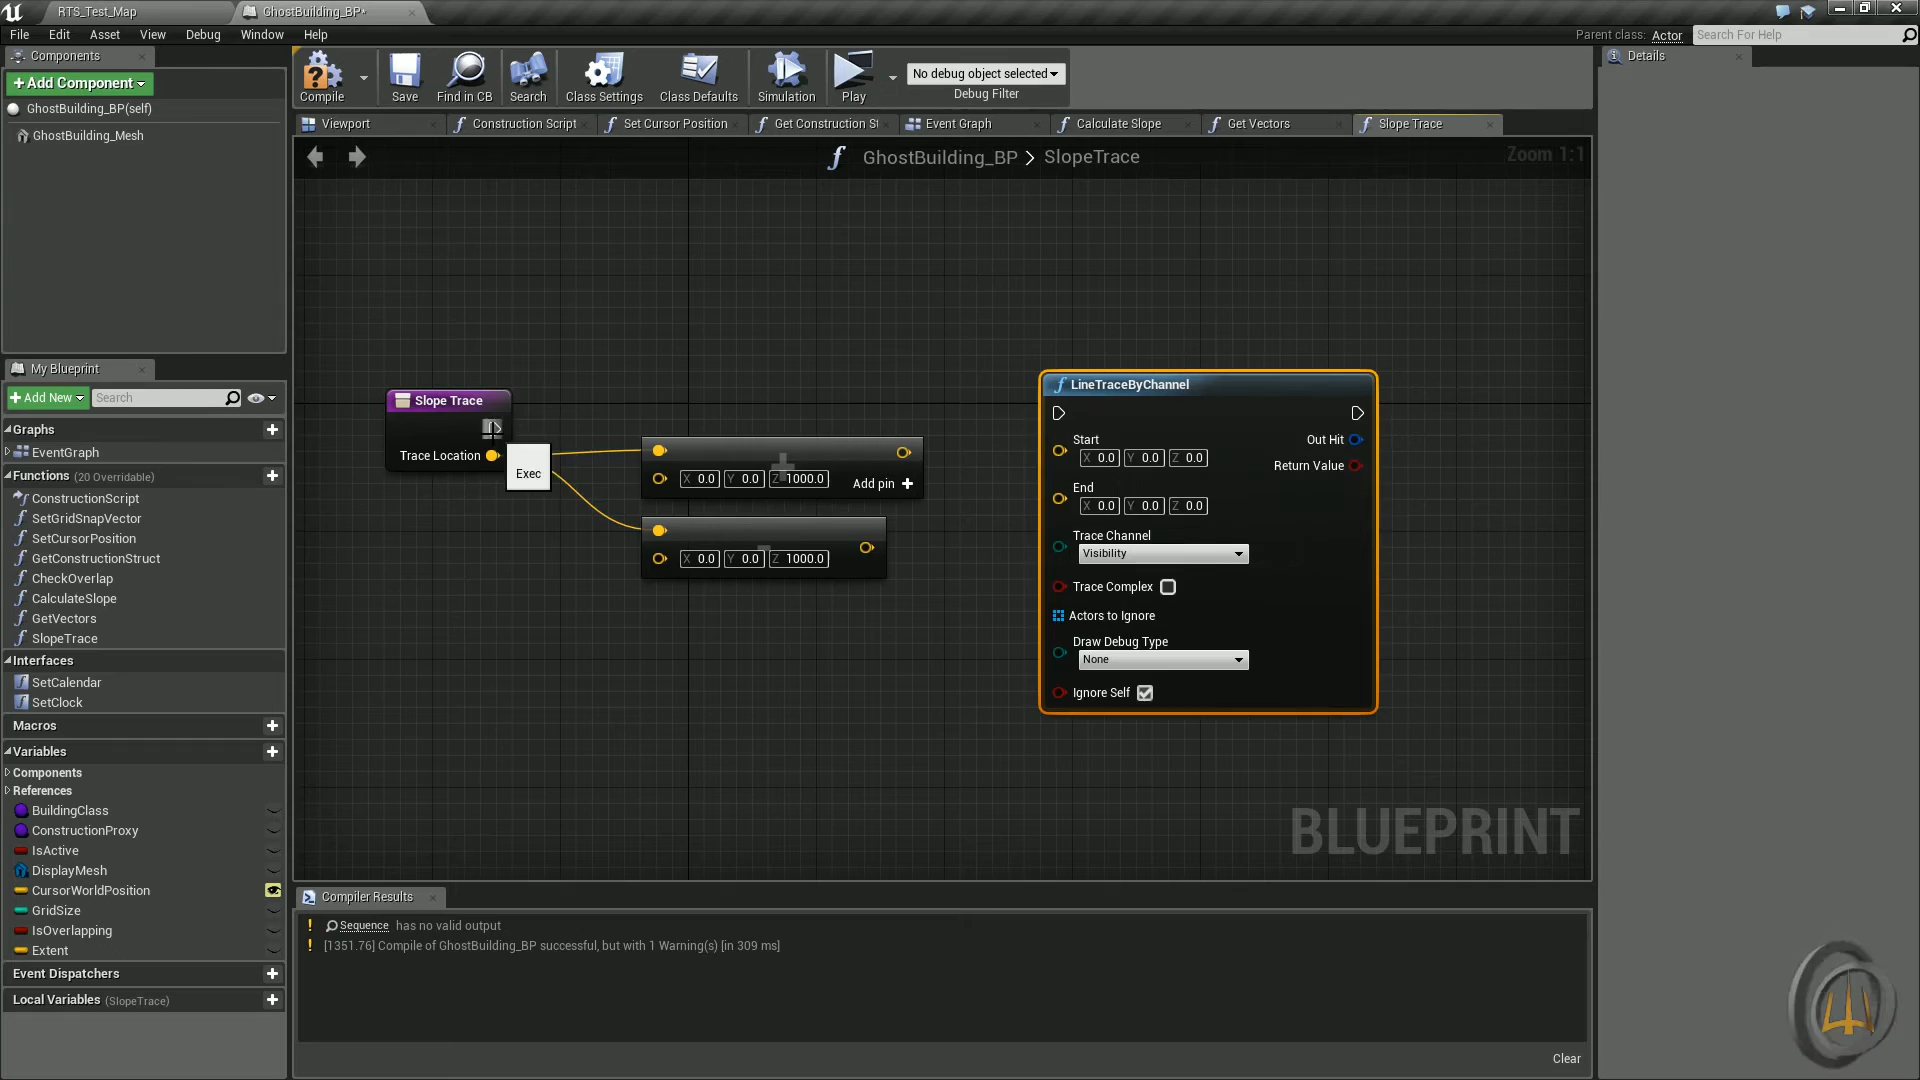 RTS_Test_Map
GhostBuilding_BP*
File Edit Asset View Debug Window Help
Parent class: Actor
Search For Help
Components
+Add Component
GhostBuilding_BP(self)
GhostBuilding_Mesh
Compile
Save
Find in CB
Search
Class Settings
Class Defaults
Simulation
Play
No debug object selected
Debug Filter
Details
Viewport
Construction Script
Set Cursor Position
Get Construction St
Event Graph
Calculate Slope
Get Vectors
Slope Trace
GhostBuilding_BP > SlopeTrace
Zoom 1:1
My Blueprint
+Add New
Search
Graphs
EventGraph
Functions (20 Overridable)
ConstructionScript
SetGridSnapVector
SetCursorPosition
GetConstructionStruct
CheckOverlap
CalculateSlope
GetVectors
SlopeTrace
Interfaces
SetCalendar
SetClock
Macros
Variables
Components
References
BuildingClass
ConstructionProxy
IsActive
DisplayMesh
CursorWorldPosition
GridSize
IsOverlapping
Extent
Event Dispatchers
Local Variables (SlopeTrace)
Slope Trace
Trace Location
Exec
X 0.0 Y 0.0 Z 1000.0
Add pin +
X 0.0 Y 0.0 Z 1000.0
LineTraceByChannel
Start
X 0.0 Y 0.0 Z 0.0
Out Hit
Return Value
End
X 0.0 Y 0.0 Z 0.0
Trace Channel
Visibility
Trace Complex
Actors to Ignore
Draw Debug Type
None
Ignore Self
BLUEPRINT
Compiler Results
Sequence has no valid output
[1351.76] Compile of GhostBuilding_BP successful, but with 1 Warning(s) [in 309 ms]
Clear